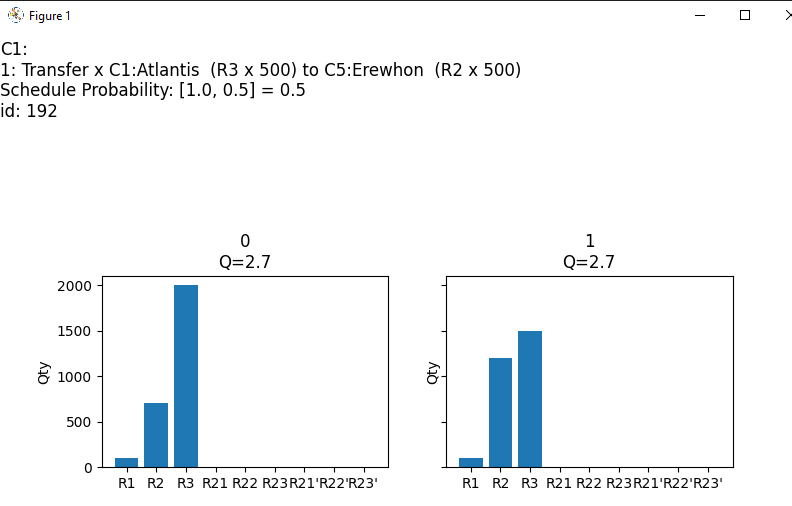 Figure 1
C1:
1: Transfer x C1:Atlantis  (R3 x 500) to C5:Erewhon  (R2 x 500)
Schedule Probability: [1.0, 0.5] = 0.5
id: 192
0
Q=2.7
1
Q=2.7
2000
1500
1000
500
0
Qty
R1 R2 R3 R21 R22 R23 R21' R22' R23'
Qty
R1 R2 R3 R21 R22 R23 R21' R22' R23'